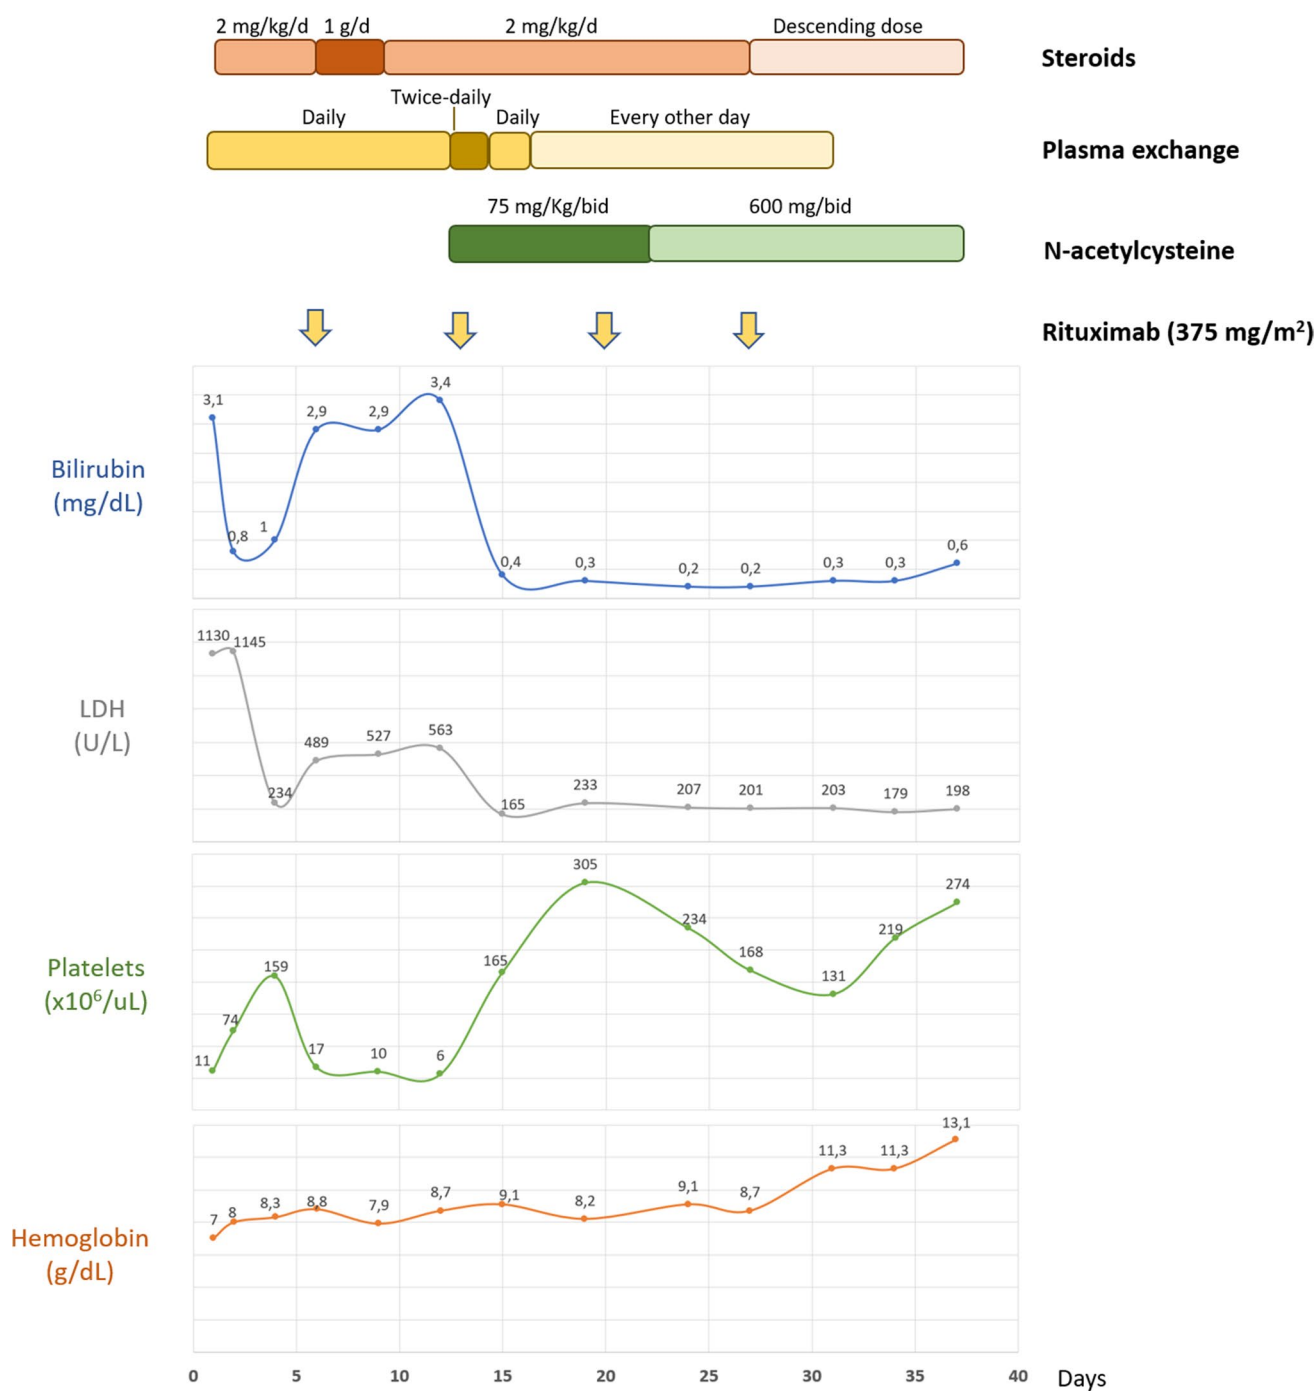 2 mg/kg/d 1 g/d 2 mg/kg/d Descending dose
Steroids
Twice-daily
Daily Daily Every other day
Plasma exchange
75 mg/Kg/bid 600 mg/bid
N-acetylcysteine
Rituximab (375 mg/m²)
Bilirubin
(mg/dL)
3,1 0,8 1 2,9 2,9 3,4 0,4 0,3 0,2 0,2 0,3 0,3 0,6
LDH
(U/L)
1130 1145 234 489 527 563 165 233 207 201 203 179 198
Platelets
(x10⁶/uL)
11 74 159 17 10 6 165 305 234 168 131 219 274
Hemoglobin
(g/dL)
7 8 8,3 8,8 7,9 8,7 9,1 8,2 9,1 8,7 11,3 11,3 13,1
0 5 10 15 20 25 30 35 40 Days